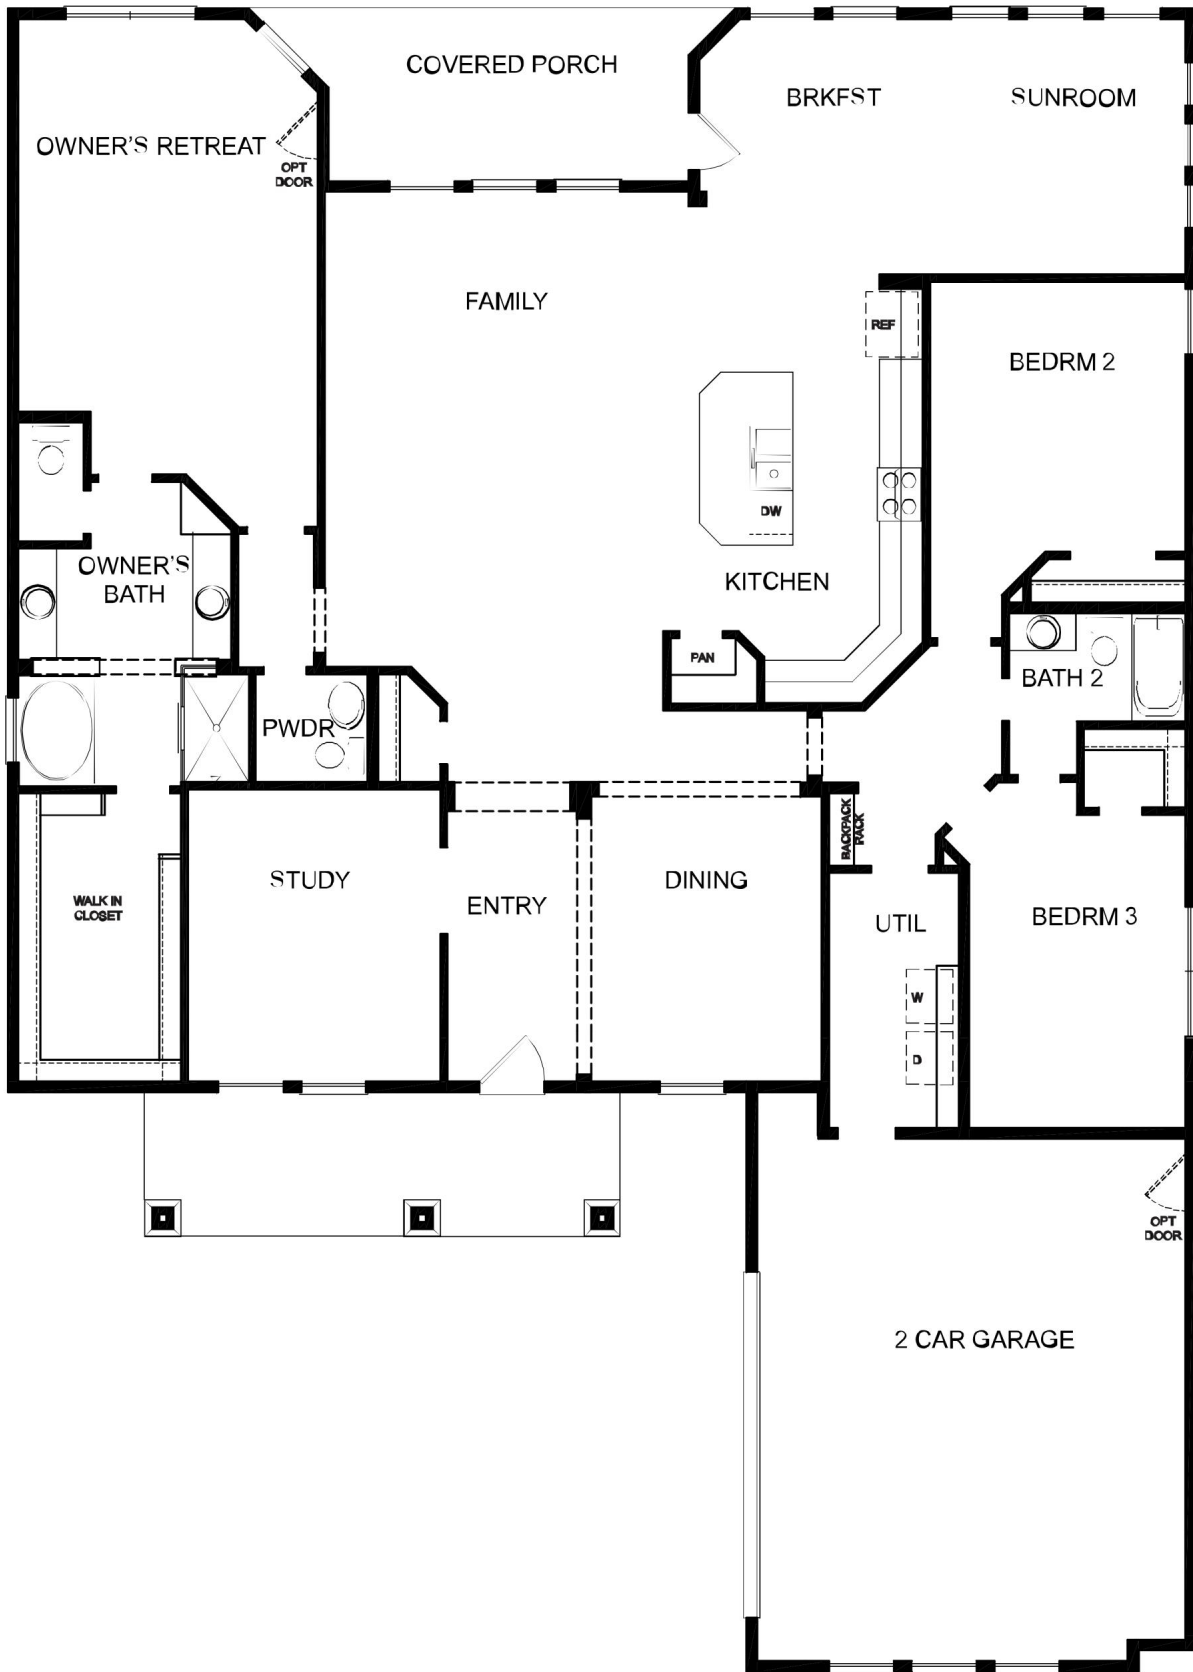 COVERED PORCH
BRKFST
SUNROOM
OWNER'S RETREAT
OPT
DOOR
FAMILY
REF
BEDRM 2
DW
OWNER'S
BATH
KITCHEN
PAN
BATH 2
PWDR
BACKPACK
RACK
STUDY
DINING
WALK IN
CLOSET
ENTRY
UTIL
BEDRM 3
W
D
OPT
DOOR
2 CAR GARAGE